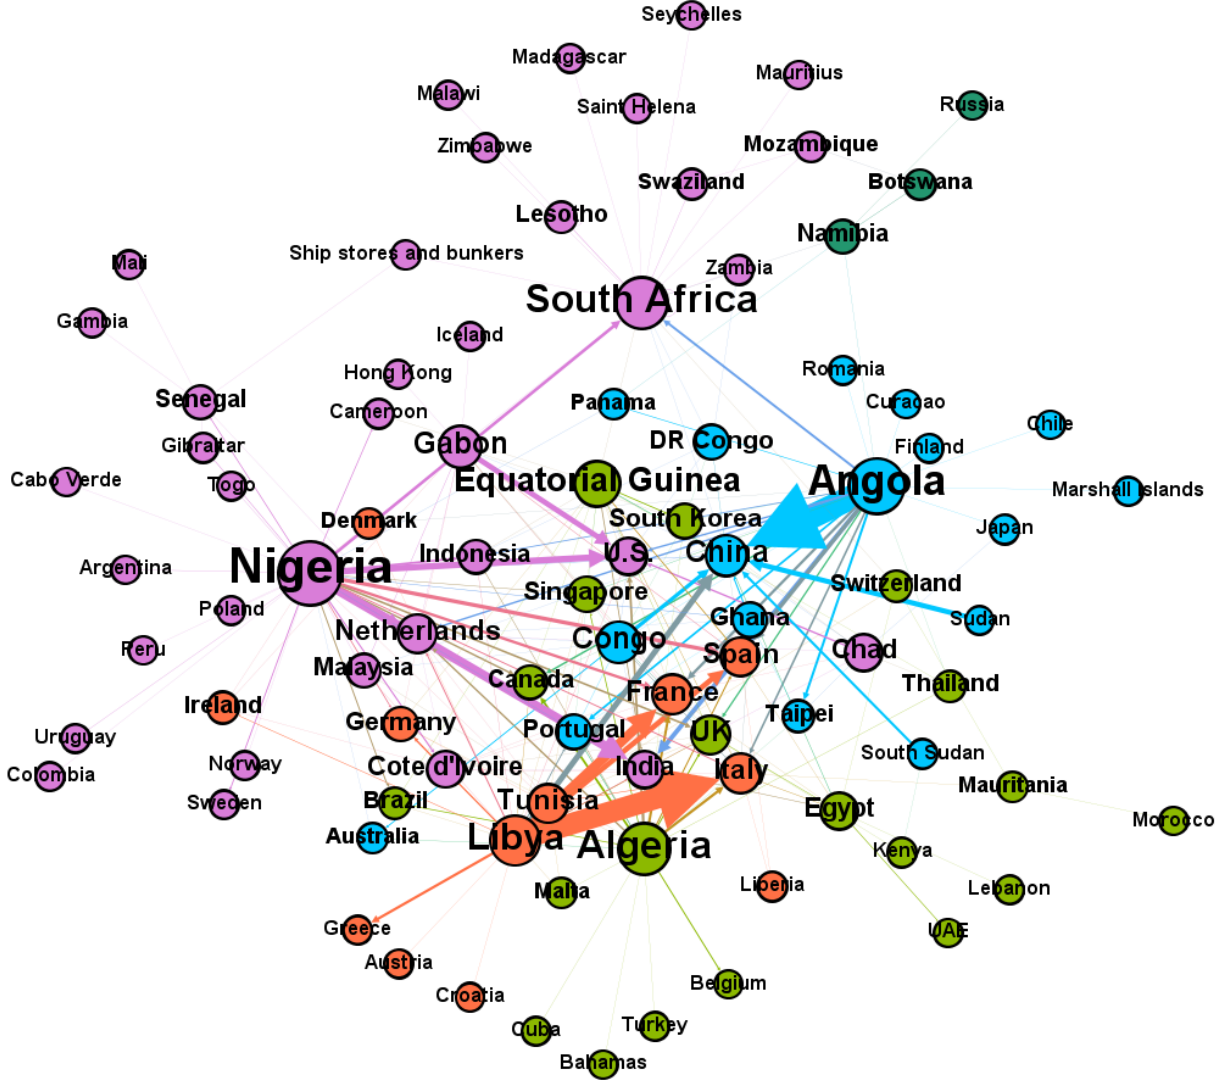 Seychelles
Madagascar
Mauritius
Malawi
Saint Helena
Russia
Zimbabwe
Mozambique
Swaziland
Botswana
Lesotho
Namibia
Ship stores and bunkers
Mali
Zambia
South Africa
Gambia
Iceland
Hong Kong
Romania
Senegal
Cameroon
Panama
Curacao
Chile
Gibraltar
Gabon
DR Congo
Finland
Cabo Verde
Togo
Equatorial Guinea
Angola
Marshall Islands
Denmark
South Korea
Japan
Nigeria
Indonesia
U.S.
China
Argentina
Singapore
Switzerland
Poland
Ghana
Sudan
Netherlands
Congo
Peru
Spain
Chad
Malaysia
Canada
France
Thailand
Ireland
Germany
Portugal
UK
Taipei
Uruguay
South Sudan
Colombia
Norway
Cote d'Ivoire
India
Italy
Mauritania
Sweden
Brazil
Tunisia
Egypt
Morocco
Australia
Libya
Algeria
Kenya
Malta
Liberia
Lebanon
Greece
UAE
Austria
Croatia
Belgium
Cuba
Turkey
Bahamas